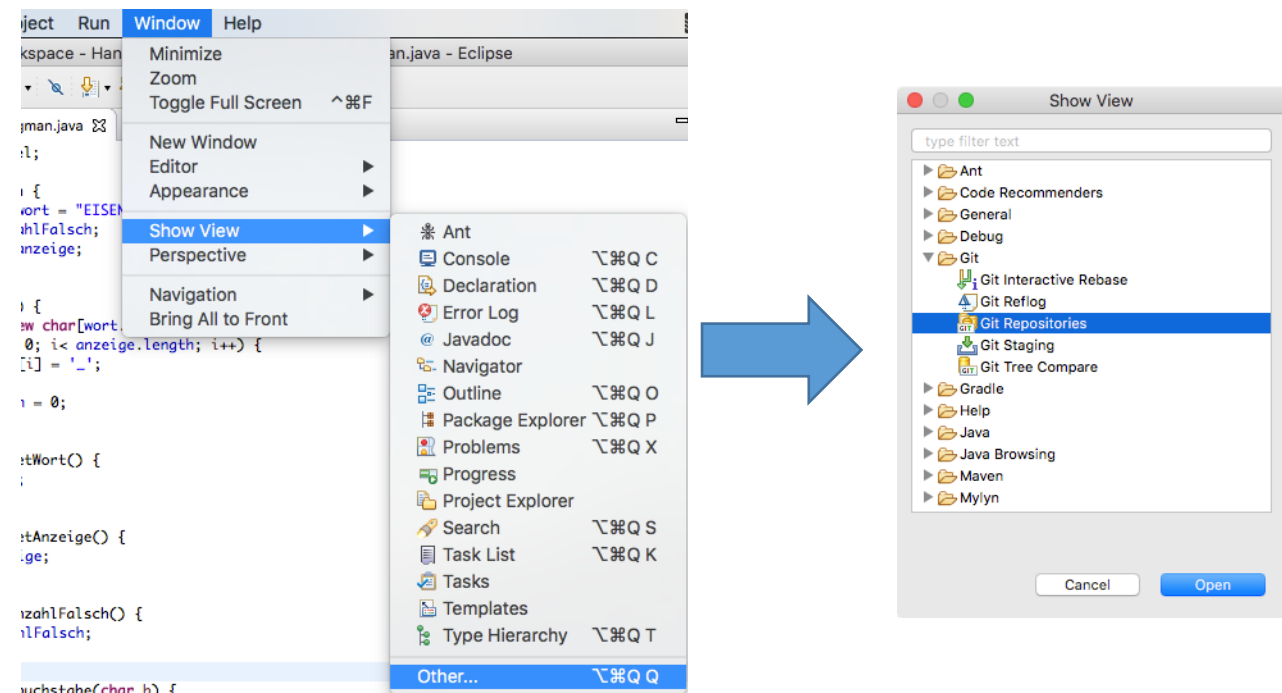 ject Run Window Help
kspace - Han
an.java - Eclipse
Minimize
Zoom
Toggle Full Screen ^⌘F
New Window
Editor
Appearance
Show View
Perspective
Navigation
Bring All to Front
gman.java
el;
{
wort = "EISEN
ahlFalsch;
anzeige;
) {
ew char[wort.
0; i< anzeige.length; i++) {
[i] = '_';
= 0;
etWort() {
;
etAnzeige() {
ige;
nzahlFalsch() {
hlFalsch;
uchstabe(char b) {
Ant
Console ⌥⌘Q C
Declaration ⌥⌘Q D
Error Log ⌥⌘Q L
Javadoc ⌥⌘Q J
Navigator
Outline ⌥⌘Q O
Package Explorer ⌥⌘Q P
Problems ⌥⌘Q X
Progress
Project Explorer
Search ⌥⌘Q S
Task List ⌥⌘Q K
Tasks
Templates
Type Hierarchy ⌥⌘Q T
Other... ⌥⌘Q Q
Show View
type filter text
Ant
Code Recommenders
General
Debug
Git
Git Interactive Rebase
Git Reflog
Git Repositories
Git Staging
Git Tree Compare
Gradle
Help
Java
Java Browsing
Maven
Mylyn
Cancel Open